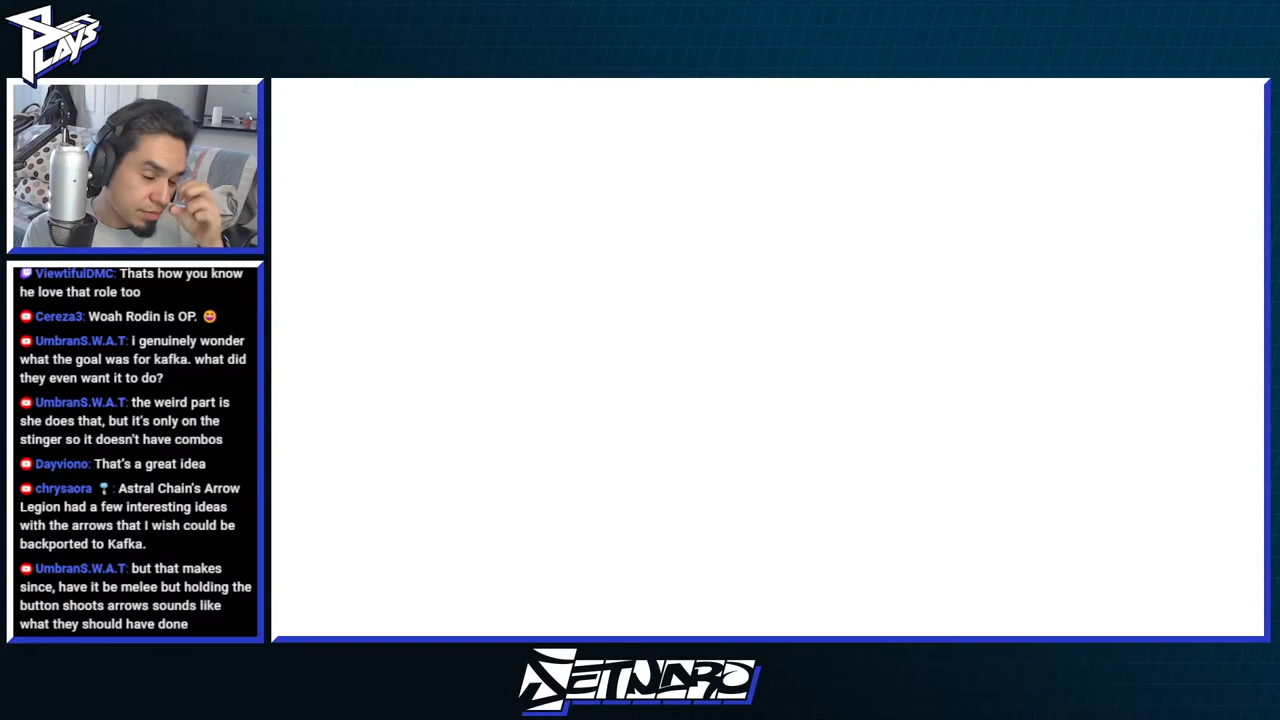 SET
PLAYS
ViewtifulDMC: Thats how you know
he love that role too
Cereza3: Woah Rodin is OP. 😆
UmbranS.W.A.T: i genuinely wonder
what the goal was for kafka. what did
they even want it to do?
UmbranS.W.A.T: the weird part is
she does that, but it's only on the
stinger so it doesn't have combos
Dayviono: That's a great idea
chrysaora : Astral Chain's Arrow
Legion had a few interesting ideas
with the arrows that I wish could be
backported to Kafka.
UmbranS.W.A.T: but that makes
since, have it be melee but holding the
button shoots arrows sounds like
what they should have done
SETNARO